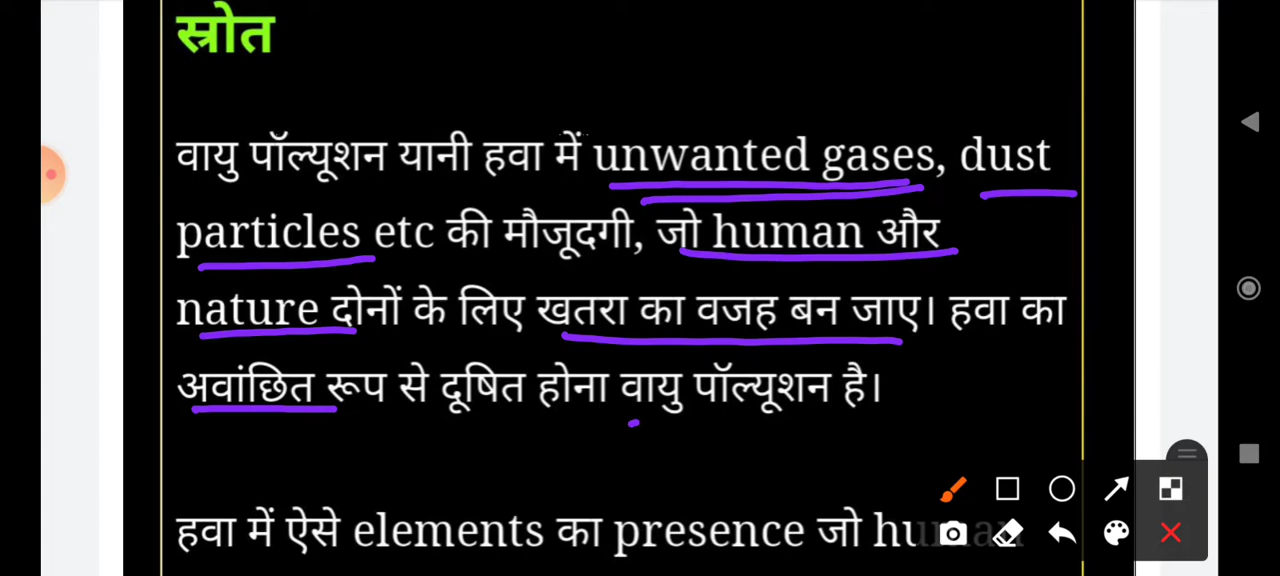 स्रोत
वायु पॉल्यूशन यानी हवा में unwanted gases, dust
particles etc की मौजूदगी, जो human और
nature दोनों के लिए खतरा का वजह बन जाए। हवा का
अवांछित रूप से दूषित होना वायु पॉल्यूशन है।
हवा में ऐसे elements का presence जो human